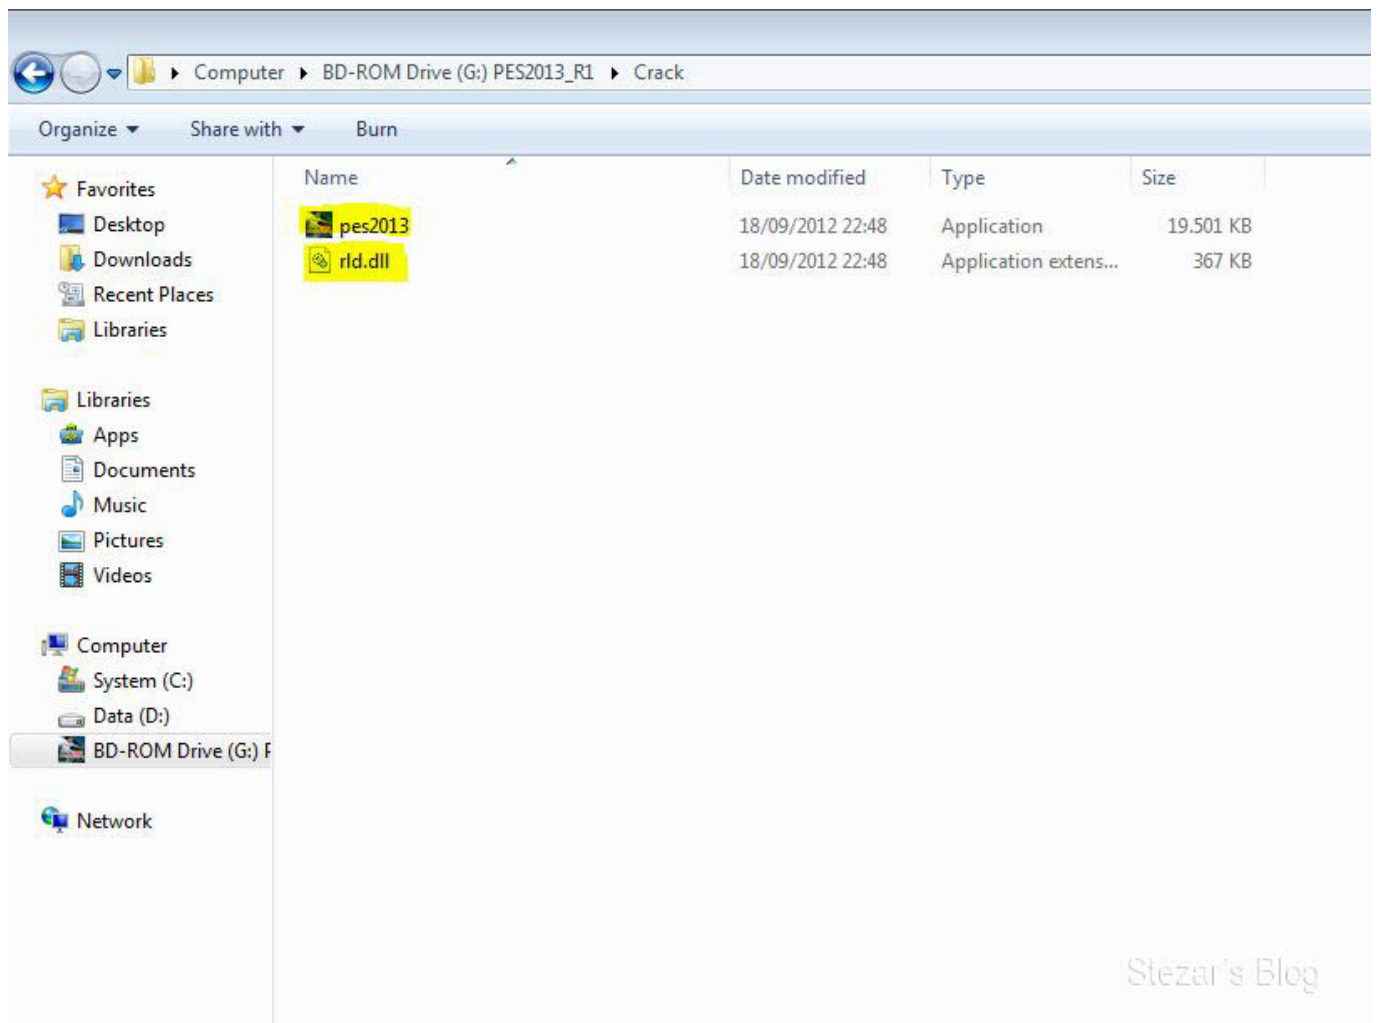 Computer BD-ROM Drive (G:) PES2013_R1 Crack
Organize Share with Burn
Favorites
Desktop
Downloads
Recent Places
Libraries
Libraries
Apps
Documents
Music
Pictures
Videos
Computer
System (C:)
Data (D:)
BD-ROM Drive (G:) P
Network
Name Date modified Type Size
pes2013 18/09/2012 22:48 Application 19.501 KB
rld.dll 18/09/2012 22:48 Application extens... 367 KB
Stezar's Blog